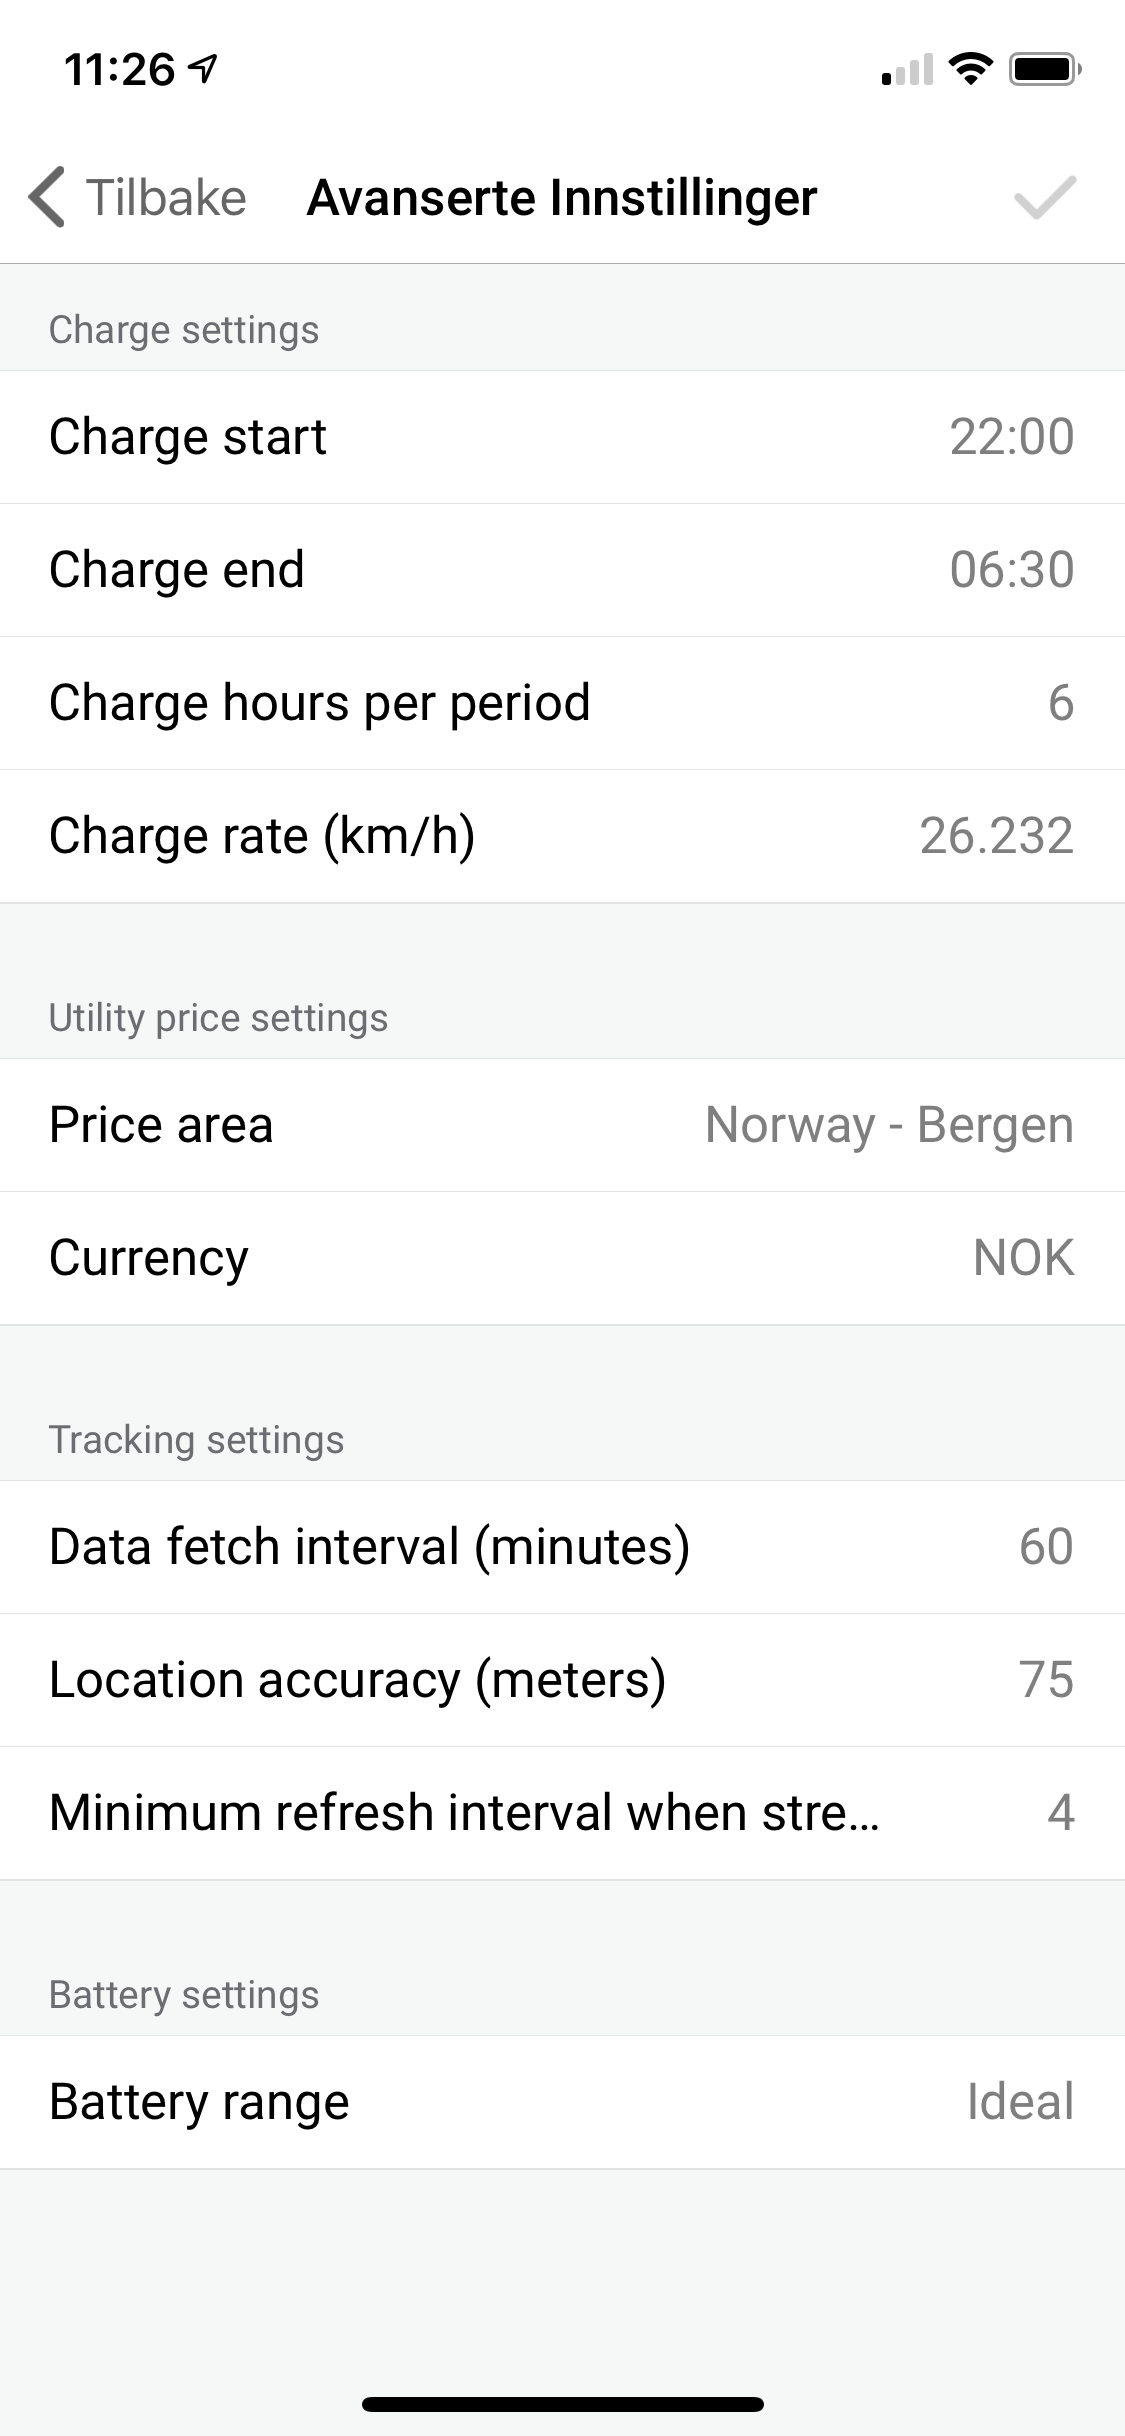 11:26
Tilbake Avanserte Innstillinger
Charge settings
Charge start 22:00
Charge end 06:30
Charge hours per period 6
Charge rate (km/h) 26.232
Utility price settings
Price area Norway - Bergen
Currency NOK
Tracking settings
Data fetch interval (minutes) 60
Location accuracy (meters) 75
Minimum refresh interval when stre... 4
Battery settings
Battery range Ideal